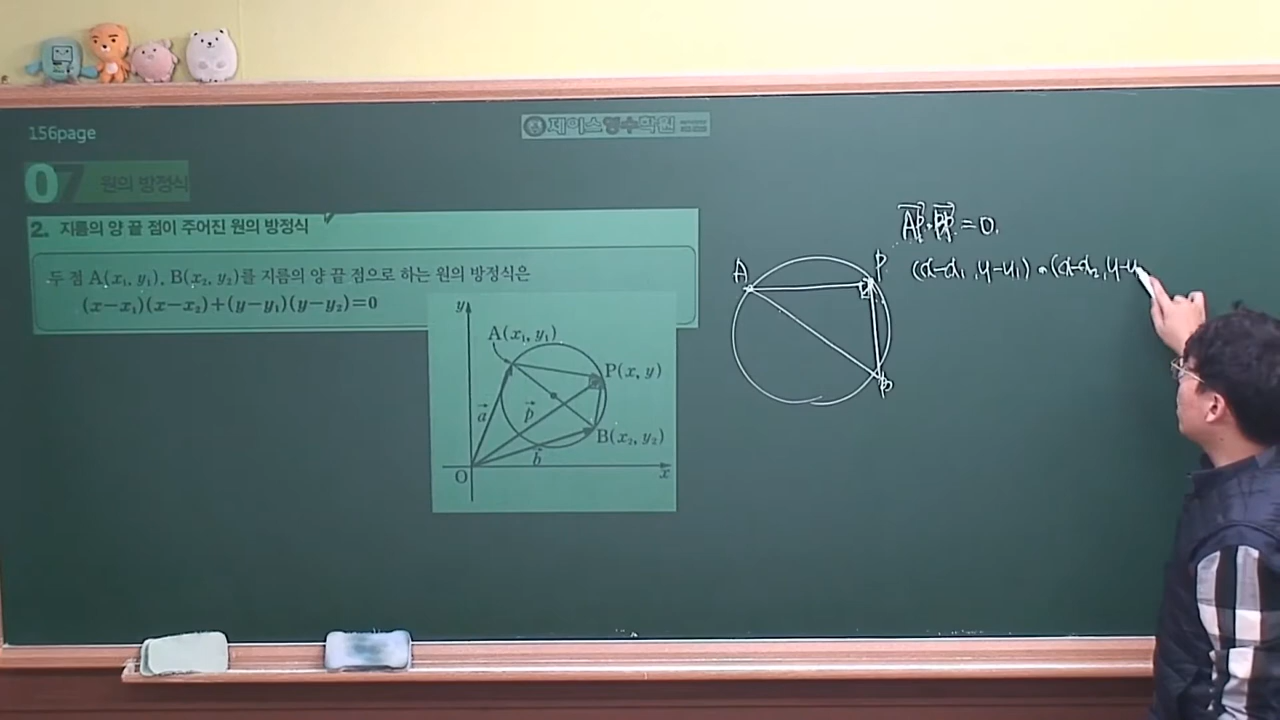 156page
제이스영수학원
07 원의 방정식
2. 지름의 양 끝 점이 주어진 원의 방정식
두 점 A(x₁, y₁), B(x₂, y₂)를 지름의 양 끝 점으로 하는 원의 방정식은
(x−x₁)(x−x₂)+(y−y₁)(y−y₂)=0
y
A(x₁, y₁)
P(x, y)
a⃗
p⃗
B(x₂, y₂)
b⃗
O
x
A
P
B
=0.
(x−x₁, y−y₁)·(x−x₂, y−y